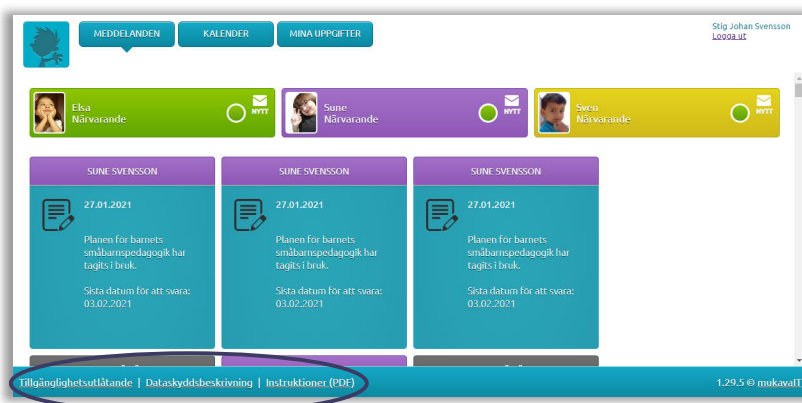 MEDDELANDEN KALENDER MINA UPPGIFTER
Stig Johan Svensson
Logga ut
Elsa
Närvarande
NYTT
Sune
Närvarande
NYTT
Sven
Närvarande
NYTT
SUNE SVENSSON
27.01.2021
Planen för barnets
småbarnspedagogik har
tagits i bruk.
Sista datum för att svara:
03.02.2021
SUNE SVENSSON
27.01.2021
Planen för barnets
småbarnspedagogik har
tagits i bruk.
Sista datum för att svara:
03.02.2021
SUNE SVENSSON
27.01.2021
Planen för barnets
småbarnspedagogik har
tagits i bruk.
Sista datum för att svara:
03.02.2021
Tillgänglighetsutlåtande | Dataskyddsbeskrivning | Instruktioner (PDF)
1.29.5 © mukavaIT